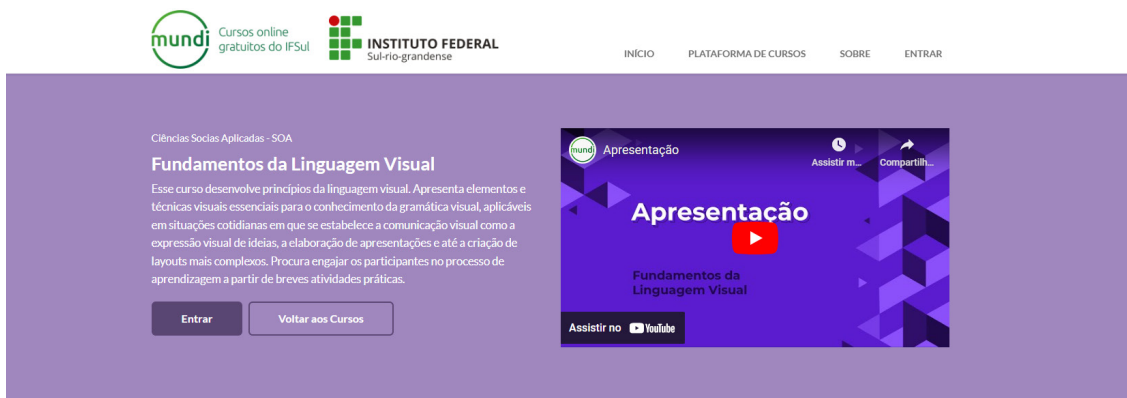 mundi
Cursos online
gratuitos do IFSul
INSTITUTO FEDERAL
Sul-rio-grandense
INÍCIO
PLATAFORMA DE CURSOS
SOBRE
ENTRAR
Ciências Socias Aplicadas - SOA
Fundamentos da Linguagem Visual
Esse curso desenvolve princípios da linguagem visual. Apresenta elementos e
técnicas visuais essenciais para o conhecimento da gramática visual, aplicáveis
em situações cotidianas em que se estabelece a comunicação visual como a
expressão visual de ideias, a elaboração de apresentações e até a criação de
layouts mais complexos. Procura engajar os participantes no processo de
aprendizagem a partir de breves atividades práticas.
Entrar
Voltar aos Cursos
mundi
Apresentação
Assistir m...
Compartilh...
Apresentação
Fundamentos da
Linguagem Visual
Assistir no YouTube